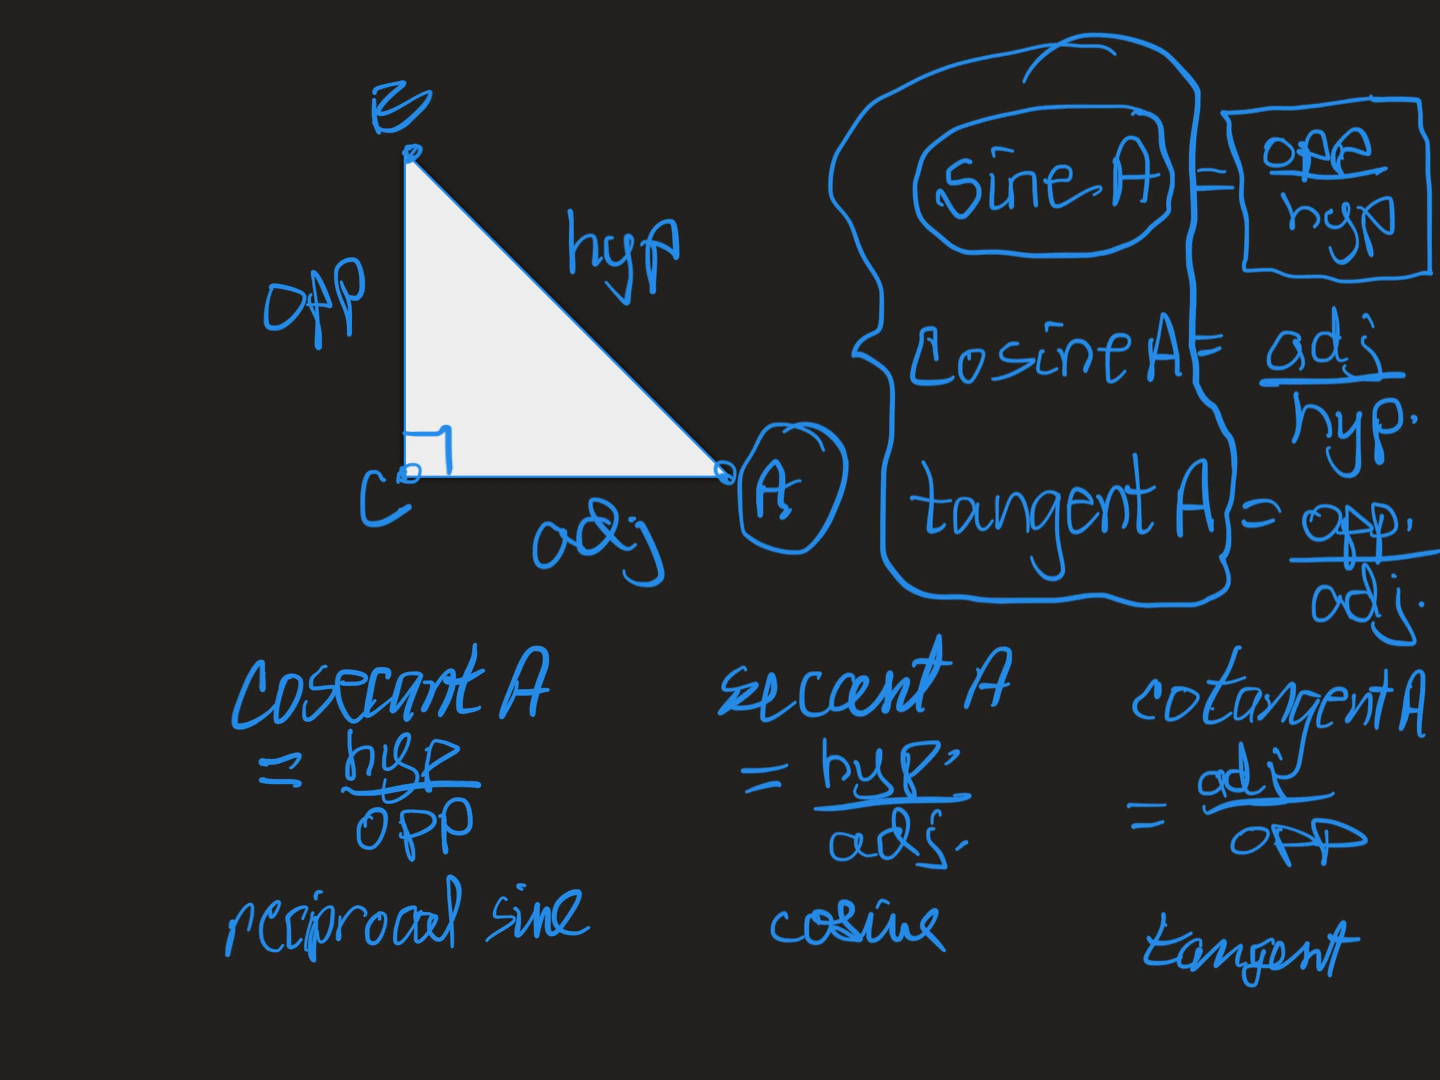 B
opp
hyp
C
adj
A
sine A = opp/hyp
cosine A = adj/hyp.
tangent A = opp./adj.
cosecant A
= hyp/opp
reciprocal sine
secant A
= hyp./adj.
cosine
cotangent A
= adj/opp
tangent